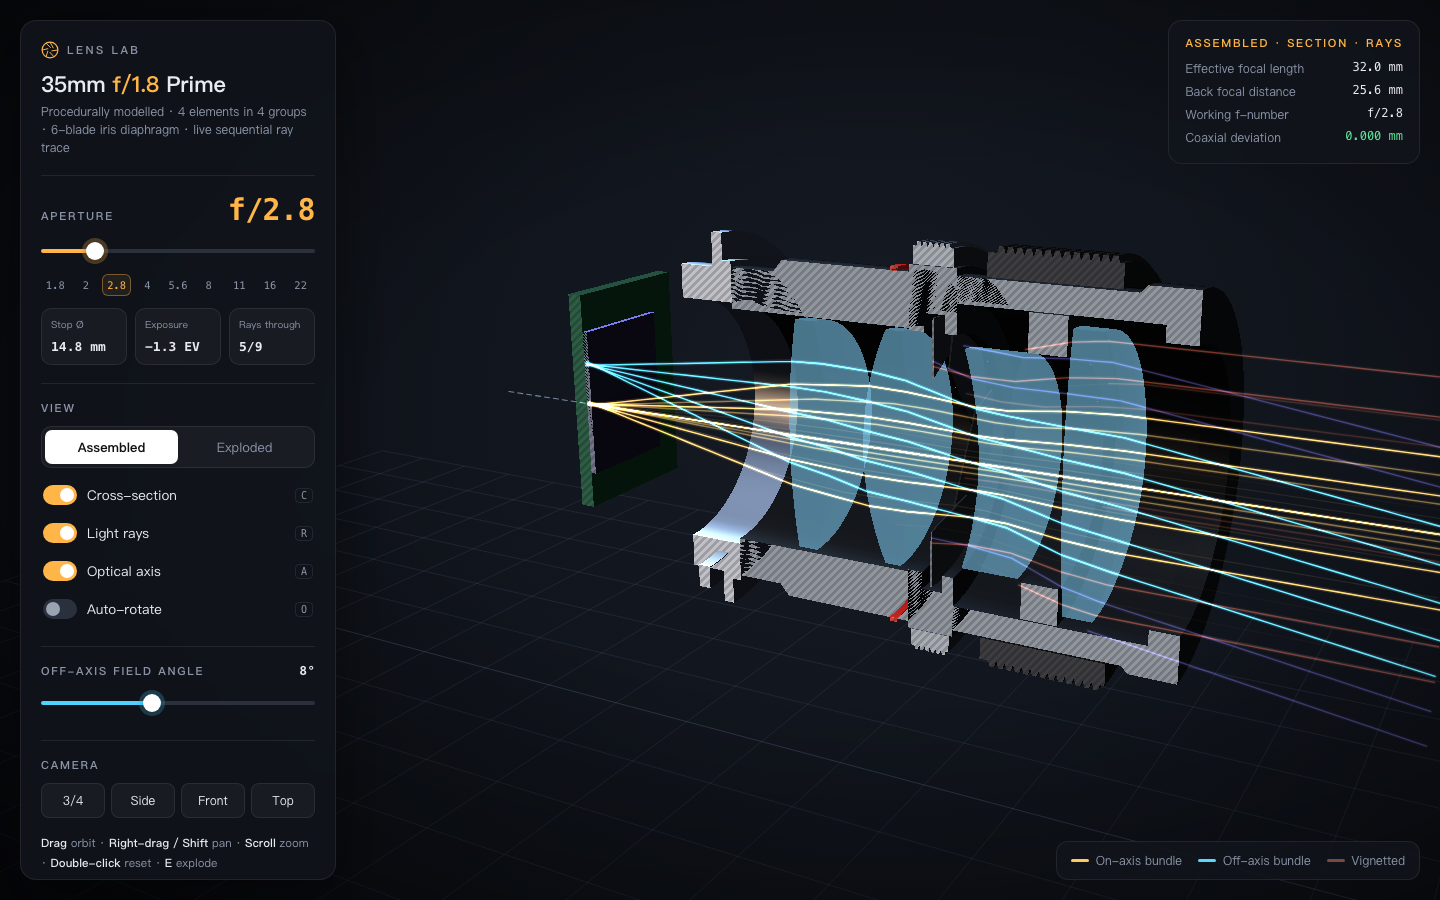 LENS LAB
35mm f/1.8 Prime
Procedurally modelled · 4 elements in 4 groups
· 6-blade iris diaphragm · live sequential ray
trace
APERTURE
f/2.8
1.8 2 2.8 4 5.6 8 11 16 22
Stop Ø Exposure Rays through
14.8 mm −1.3 EV 5/9
VIEW
Assembled Exploded
Cross-section C
Light rays R
Optical axis A
Auto-rotate O
OFF-AXIS FIELD ANGLE 8°
CAMERA
3/4 Side Front Top
Drag orbit · Right-drag / Shift pan · Scroll zoom
· Double-click reset · E explode
ASSEMBLED · SECTION · RAYS
Effective focal length 32.0 mm
Back focal distance 25.6 mm
Working f-number f/2.8
Coaxial deviation 0.000 mm
On-axis bundle Off-axis bundle Vignetted